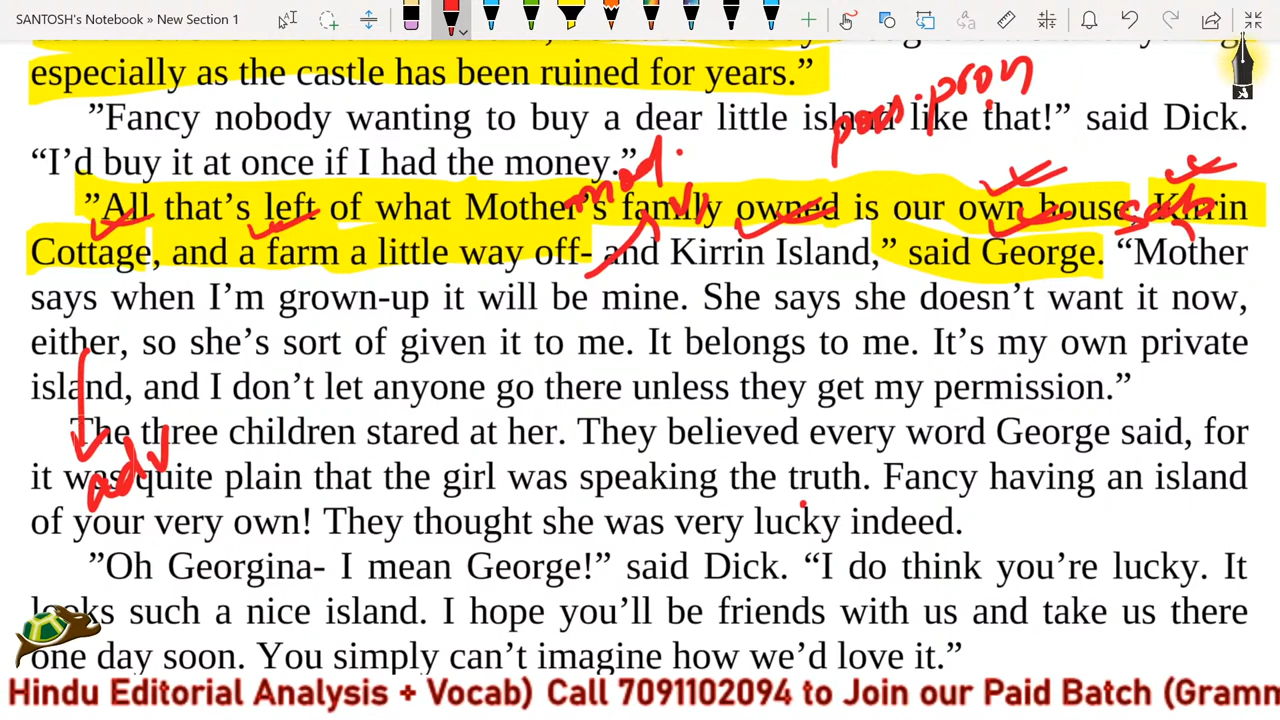 SANTOSH's Notebook » New Section 1
especially as the castle has been ruined for years.”
”Fancy nobody wanting to buy a dear little island like that!” said Dick.
“I’d buy it at once if I had the money.”
”All that’s left of what Mother’s family owned is our own house, Kirrin
Cottage, and a farm a little way off- and Kirrin Island,” said George. “Mother
says when I’m grown-up it will be mine. She says she doesn’t want it now,
either, so she’s sort of given it to me. It belongs to me. It’s my own private
island, and I don’t let anyone go there unless they get my permission.”
The three children stared at her. They believed every word George said, for
it was quite plain that the girl was speaking the truth. Fancy having an island
of your very own! They thought she was very lucky indeed.
”Oh Georgina- I mean George!” said Dick. “I do think you’re lucky. It
looks such a nice island. I hope you’ll be friends with us and take us there
one day soon. You simply can’t imagine how we’d love it.”
poss. pron
mod.
V1
sub
adv
Hindu Editorial Analysis + Vocab) Call 7091102094 to Join our Paid Batch (Gramm